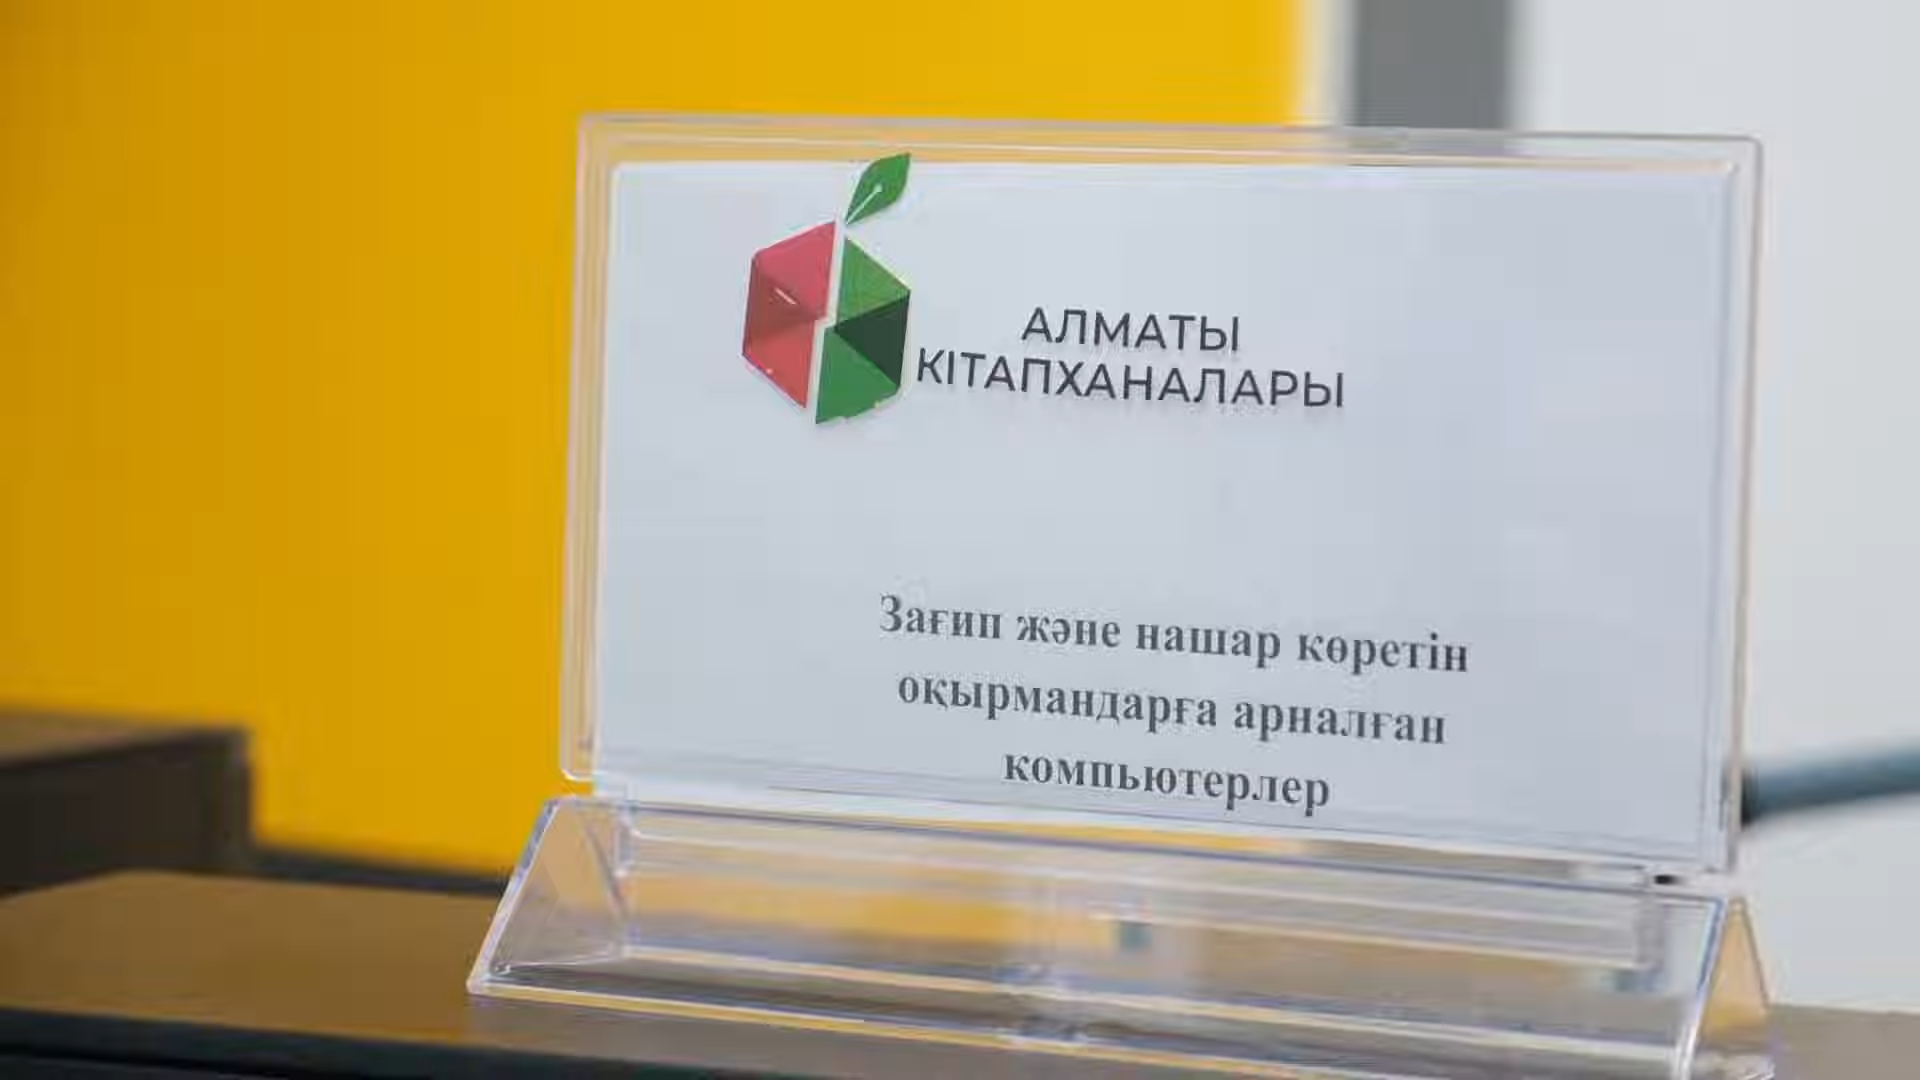 АЛМАТЫ
КІТАПХАНАЛАРЫ
Зағип және нашар көретін
оқырмандарға арналған
компьютерлер